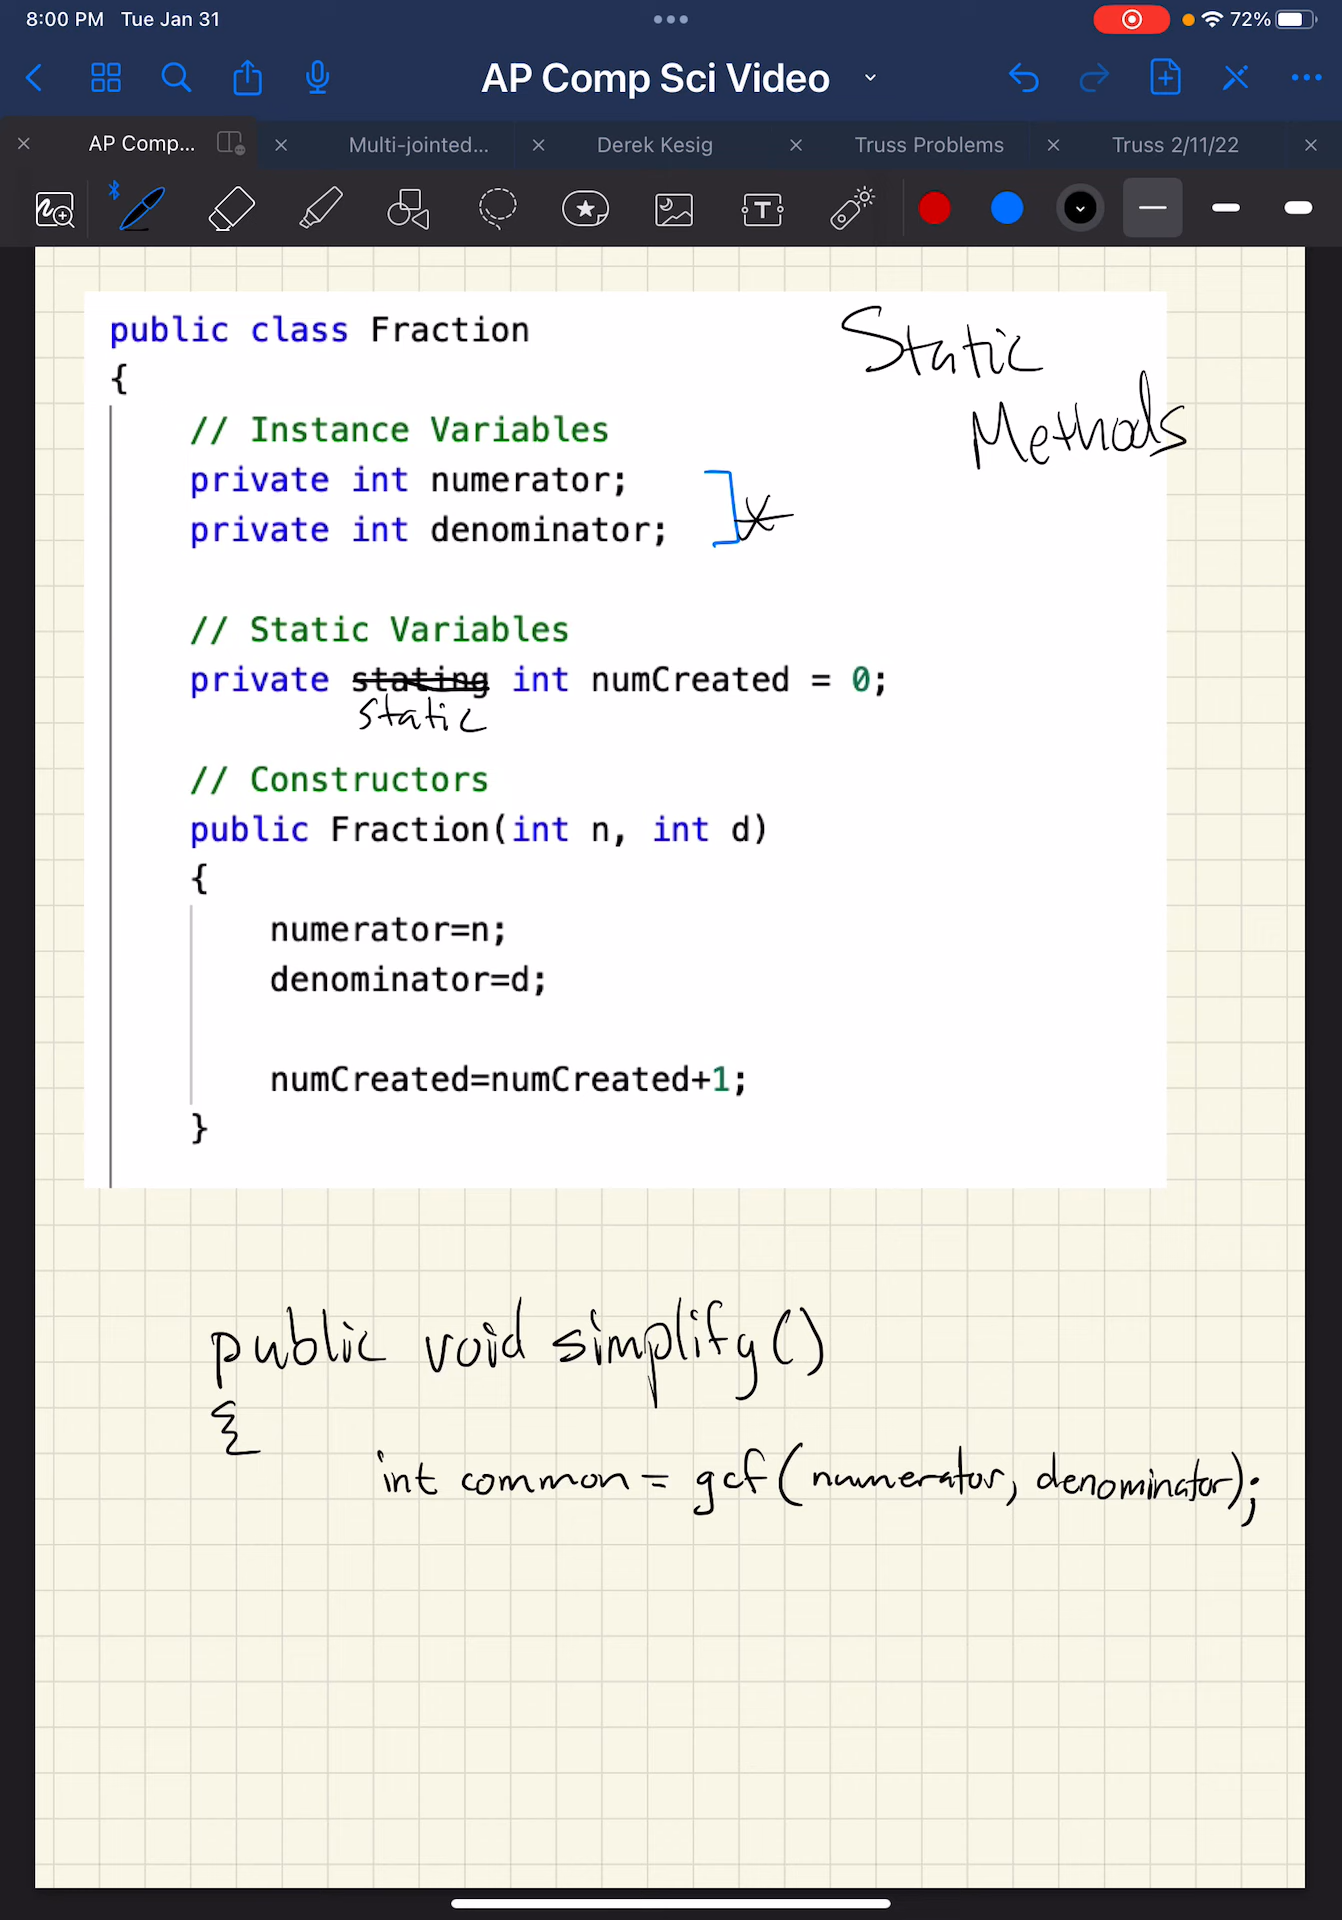 8:00 PM Tue Jan 31
72%
AP Comp Sci Video
AP Comp...
Multi-jointed...
Derek Kesig
Truss Problems
Truss 2/11/22
public class Fraction
Static
{
Methods
// Instance Variables
private int numerator;
private int denominator;
// Static Variables
private stating int numCreated = 0;
static
// Constructors
public Fraction(int n, int d)
{
numerator=n;
denominator=d;
numCreated=numCreated+1;
}
public void simplify()
{
int common = gcf(numerator, denominator);